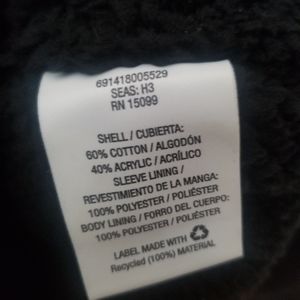 691418005529
SEAS: H3
RN 15099
SHELL / CUBIERTA:
60% COTTON / ALGODÓN
40% ACRYLIC / ACRÍLICO
SLEEVE LINING /
REVESTIMIENTO DE LA MANGA:
100% POLYESTER / POLIÉSTER
BODY LINING / FORRO DEL CUERPO:
100% POLYESTER / POLIÉSTER
LABEL MADE WITH
Recycled (100%) MATERIAL